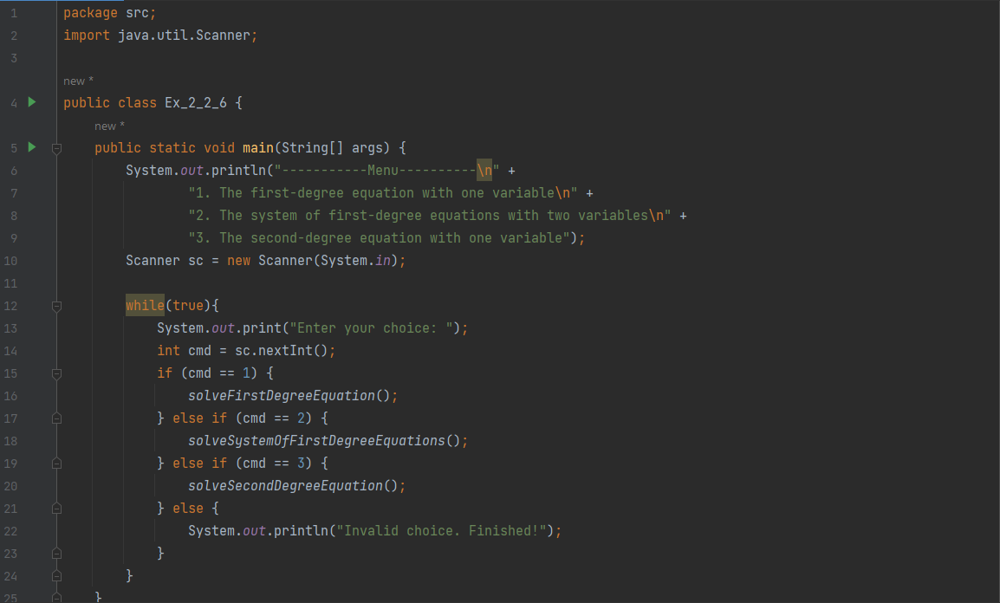 1 package src;
2 import java.util.Scanner;
3
new *
4 public class Ex_2_2_6 {
new *
5 public static void main(String[] args) {
6 System.out.println("-----------Menu----------\n" +
7 "1. The first-degree equation with one variable\n" +
8 "2. The system of first-degree equations with two variables\n" +
9 "3. The second-degree equation with one variable");
10 Scanner sc = new Scanner(System.in);
11
12 while(true){
13 System.out.print("Enter your choice: ");
14 int cmd = sc.nextInt();
15 if (cmd == 1) {
16 solveFirstDegreeEquation();
17 } else if (cmd == 2) {
18 solveSystemOfFirstDegreeEquations();
19 } else if (cmd == 3) {
20 solveSecondDegreeEquation();
21 } else {
22 System.out.println("Invalid choice. Finished!");
23 }
24 }
25 }